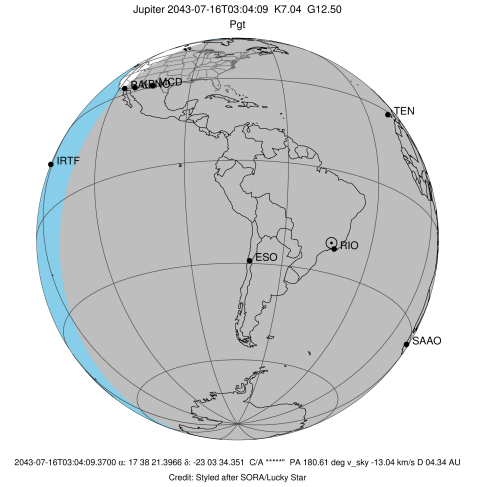 Jupiter 2043-07-16T03:04:09 K7.04 G12.50
Pgt
MCD
TEN
IRTF
RIO
ESO
SAAO
2043-07-16T03:04:09.3700 α: 17 38 21.3966 δ: -23 03 34.351 C/A *****" PA 180.61 deg v_sky -13.04 km/s D 04.34 AU
Credit: Styled after SORA/Lucky Star